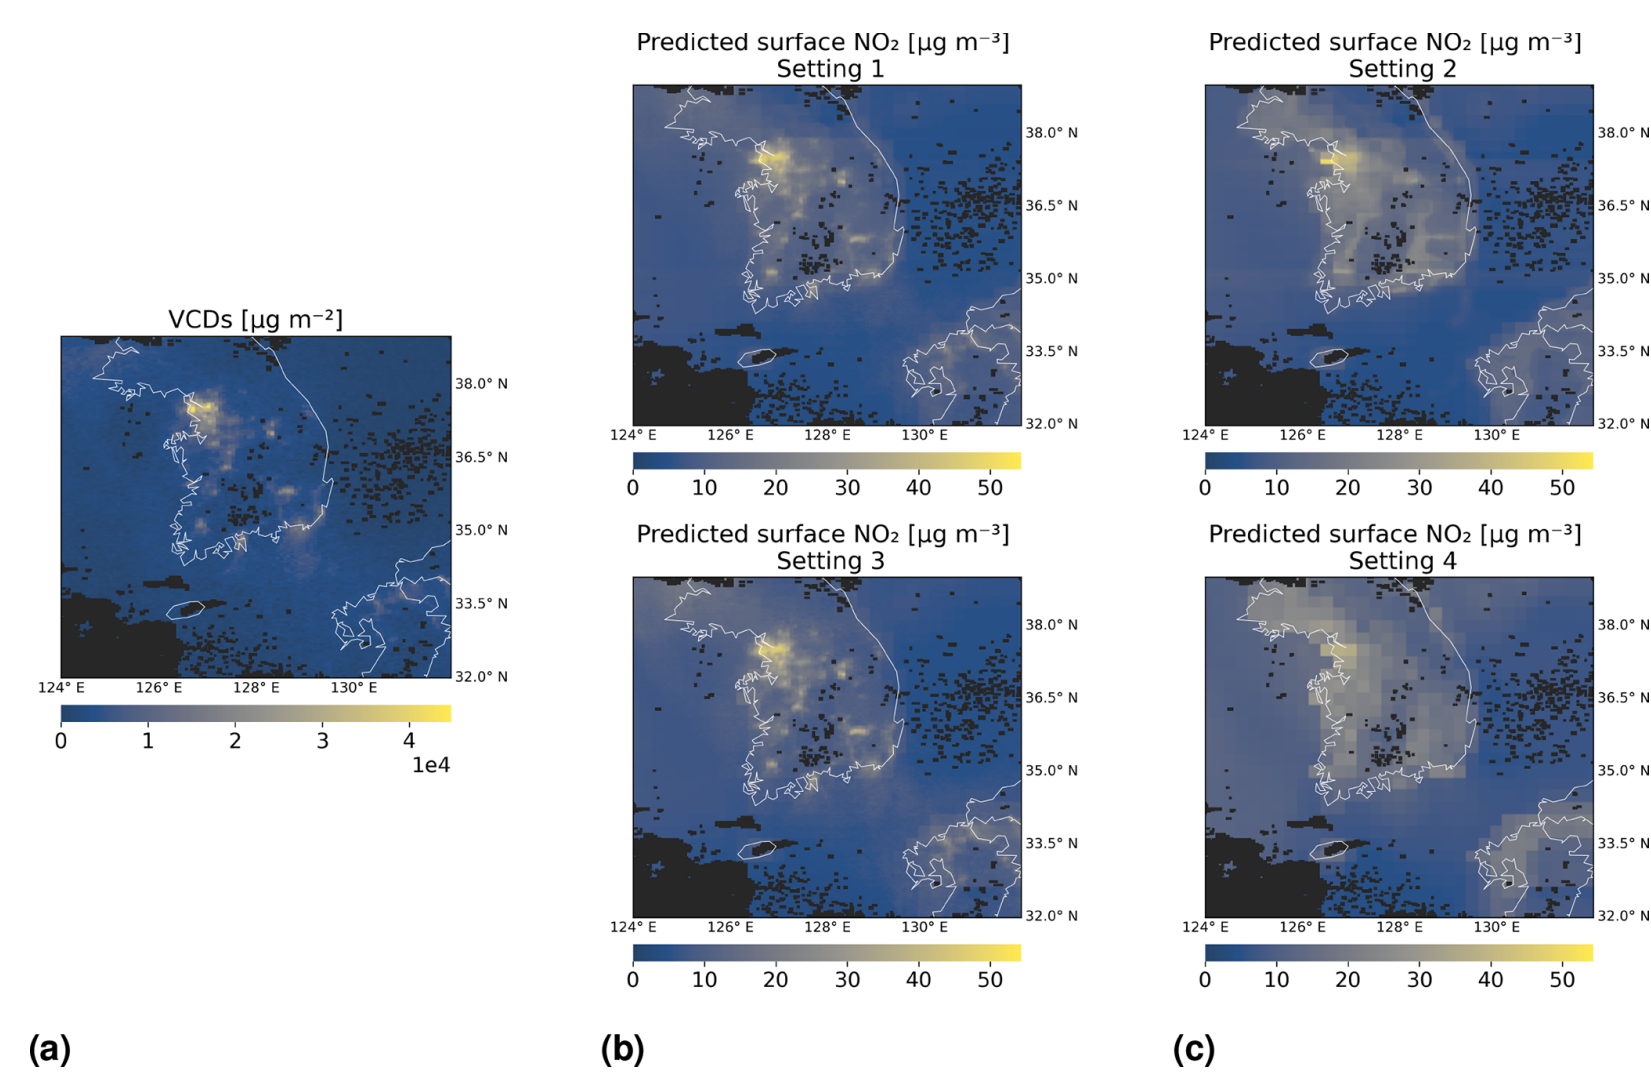 VCDs [µg m⁻²]
38.0° N
36.5° N
35.0° N
33.5° N
32.0° N
124° E 126° E 128° E 130° E
0 1 2 3 4
1e4
(a)
Predicted surface NO₂ [µg m⁻³]
Setting 1
38.0° N
36.5° N
35.0° N
33.5° N
32.0° N
124° E 126° E 128° E 130° E
0 10 20 30 40 50
Predicted surface NO₂ [µg m⁻³]
Setting 3
38.0° N
36.5° N
35.0° N
33.5° N
32.0° N
124° E 126° E 128° E 130° E
0 10 20 30 40 50
(b)
Predicted surface NO₂ [µg m⁻³]
Setting 2
38.0° N
36.5° N
35.0° N
33.5° N
32.0° N
124° E 126° E 128° E 130° E
0 10 20 30 40 50
Predicted surface NO₂ [µg m⁻³]
Setting 4
38.0° N
36.5° N
35.0° N
33.5° N
32.0° N
124° E 126° E 128° E 130° E
0 10 20 30 40 50
(c)